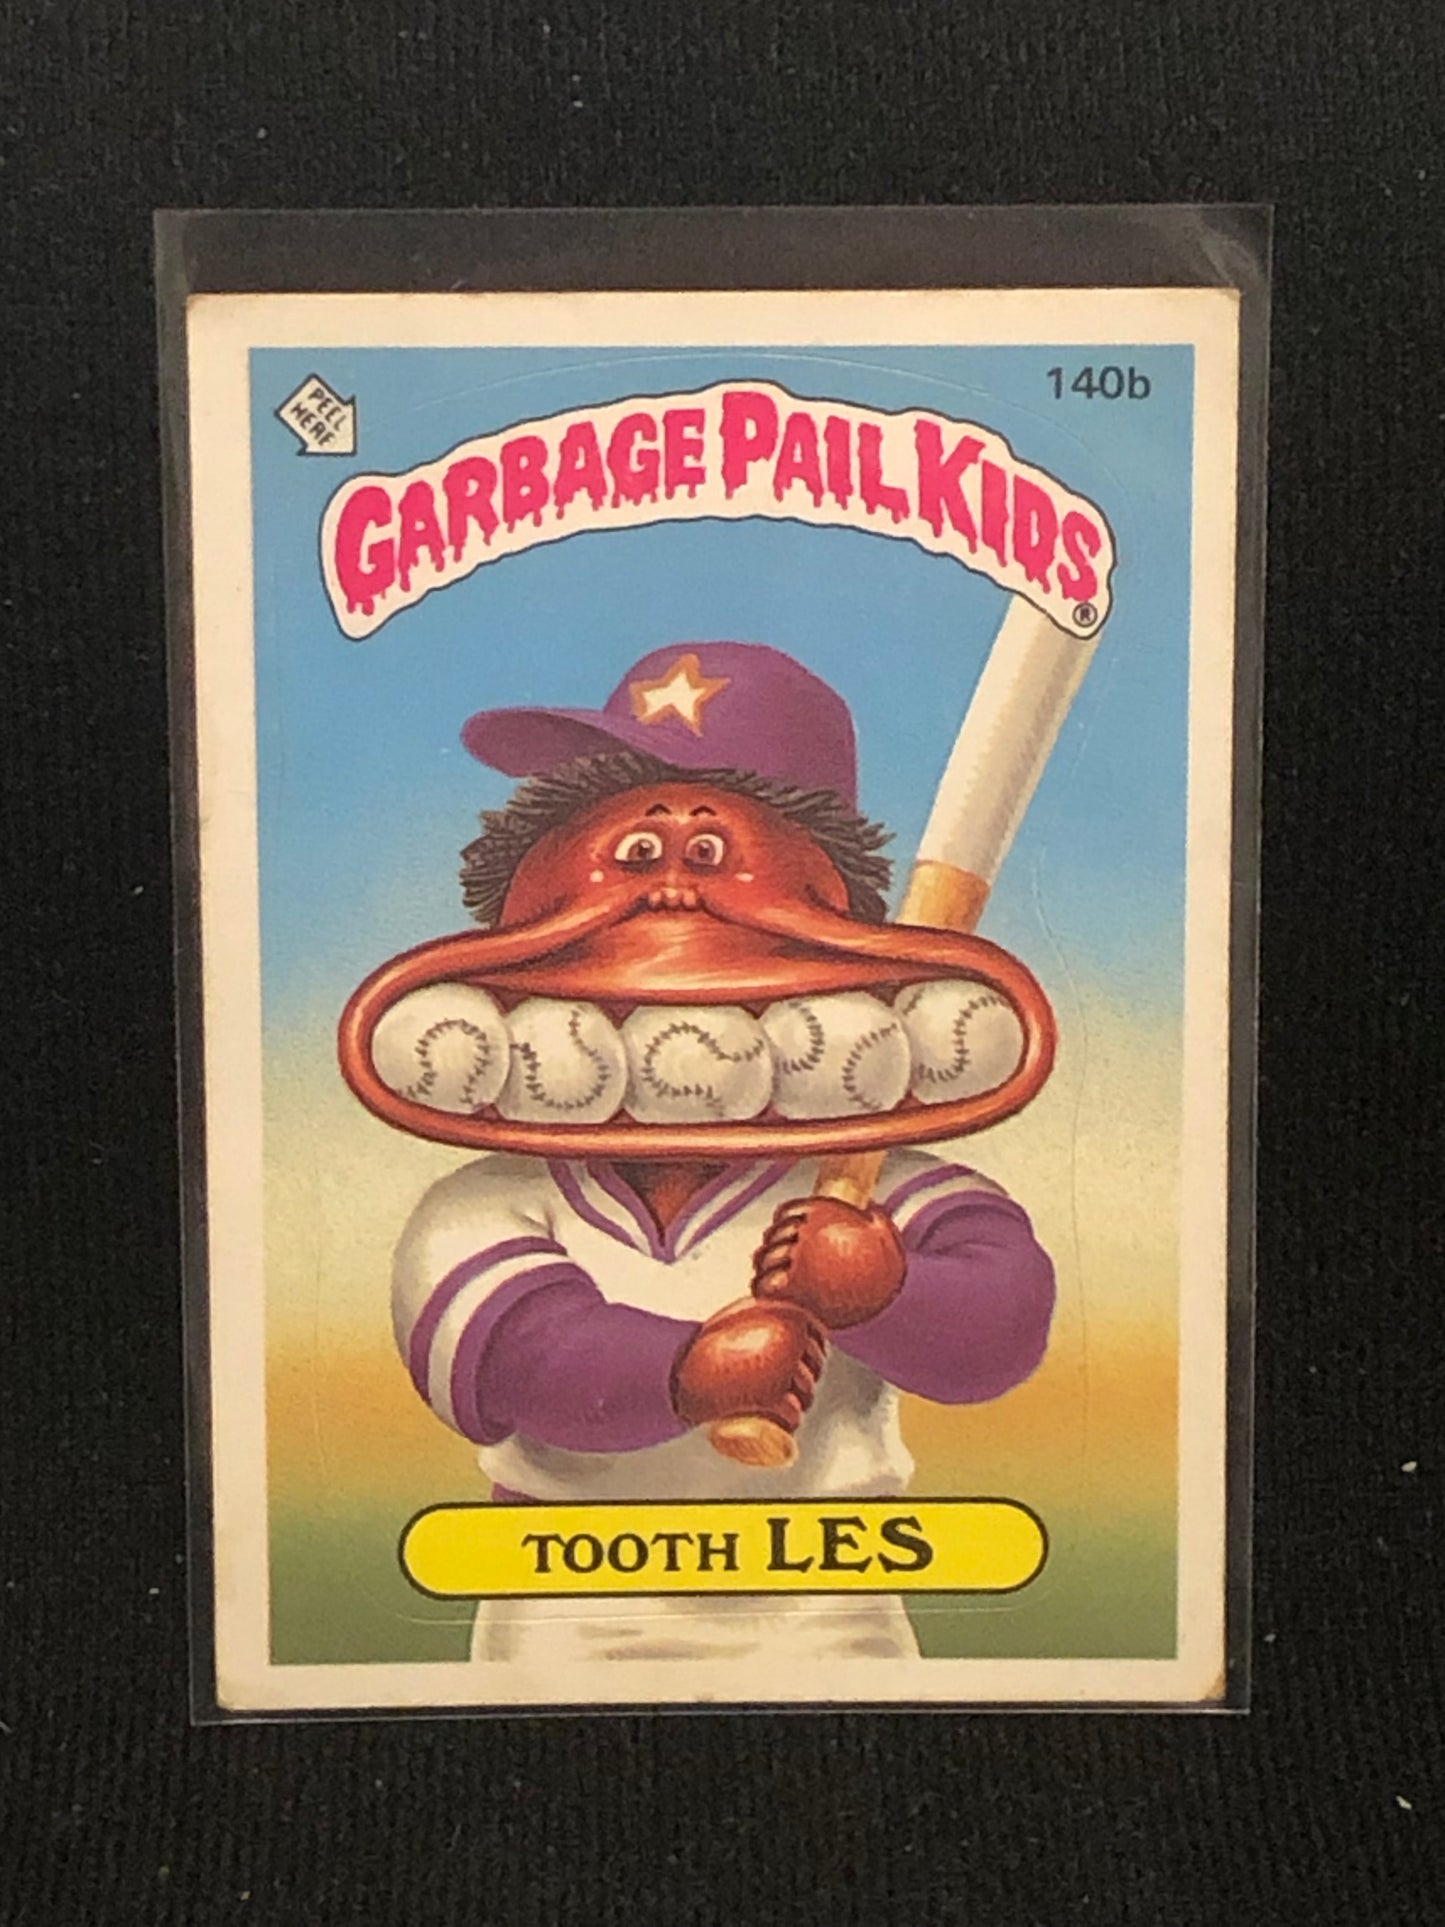 PEEL
HERE
140b
GARBAGE PAIL KIDS
®
TOOTH LES